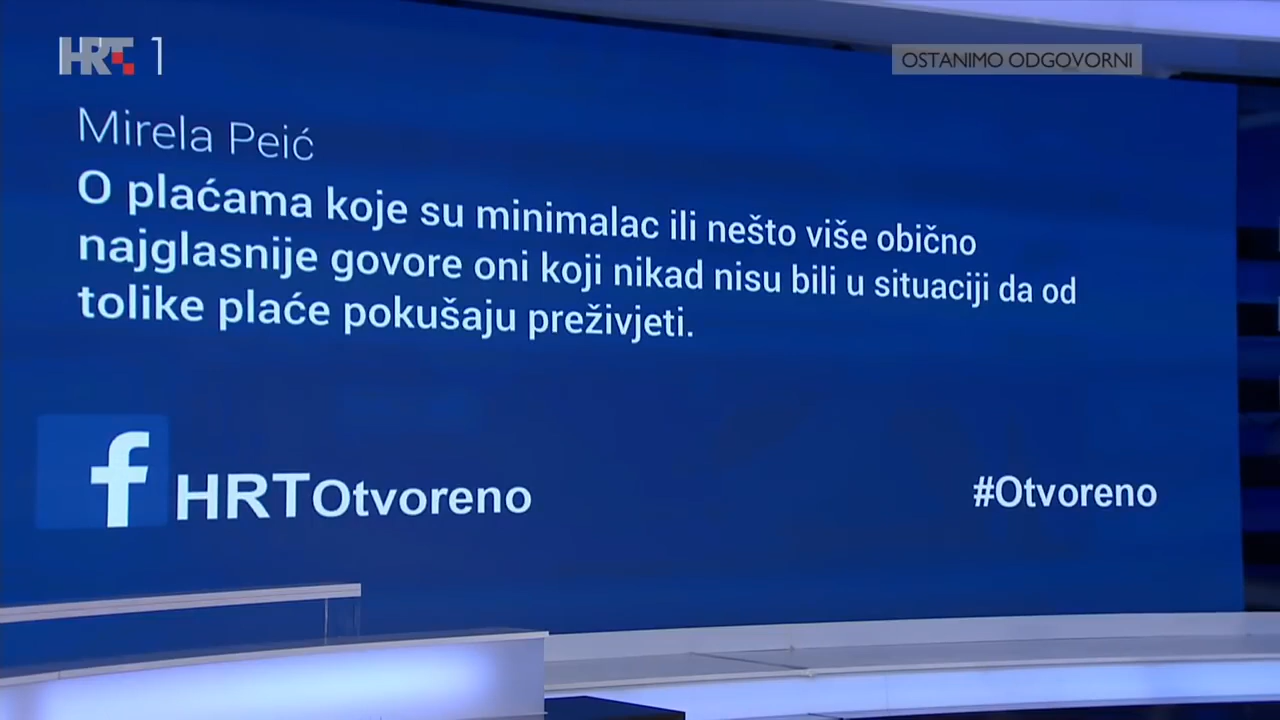 HRT 1
OSTANIMO ODGOVORNI
Mirela Peić
O plaćama koje su minimalac ili nešto više obično
najglasnije govore oni koji nikad nisu bili u situaciji da od
tolike plaće pokušaju preživjeti.
f HRTOtvoreno
#Otvoreno